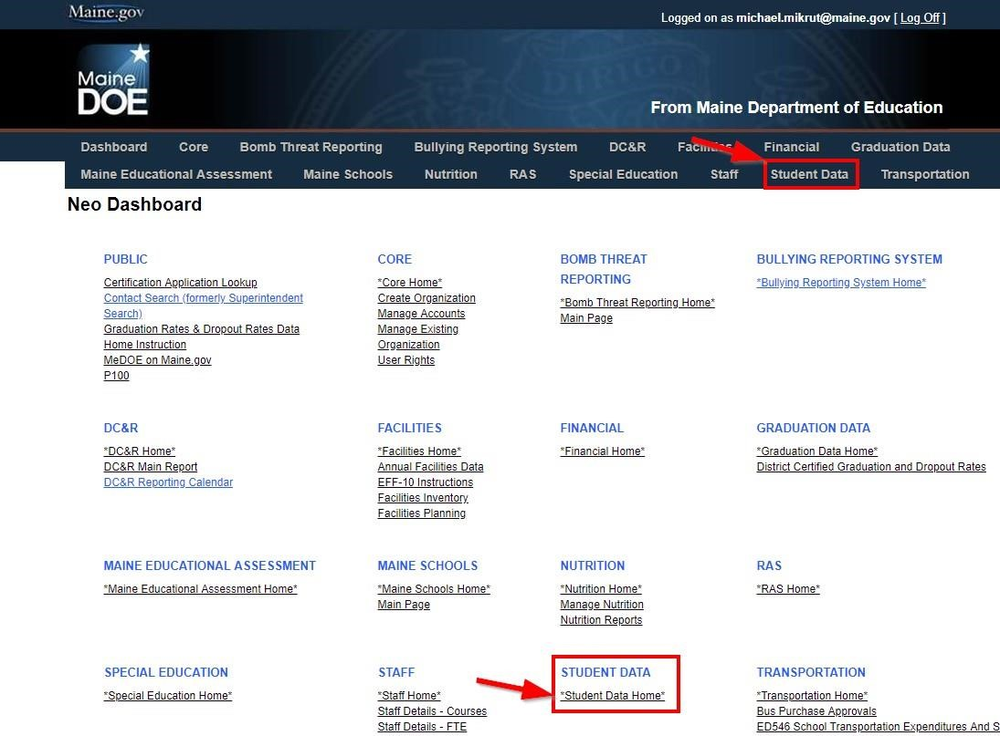 Maine.gov
Logged on as michael.mikrut@maine.gov [ Log Off ]
Maine
DOE
DIRIGO
From Maine Department of Education
Dashboard Core Bomb Threat Reporting Bullying Reporting System DC&R Facilities Financial Graduation Data
Maine Educational Assessment Maine Schools Nutrition RAS Special Education Staff Student Data Transportation
Neo Dashboard
PUBLIC
Certification Application Lookup
Contact Search (formerly Superintendent
Search)
Graduation Rates & Dropout Rates Data
Home Instruction
MeDOE on Maine.gov
P100
CORE
*Core Home*
Create Organization
Manage Accounts
Manage Existing
Organization
User Rights
BOMB THREAT
REPORTING
*Bomb Threat Reporting Home*
Main Page
BULLYING REPORTING SYSTEM
*Bullying Reporting System Home*
DC&R
*DC&R Home*
DC&R Main Report
DC&R Reporting Calendar
FACILITIES
*Facilities Home*
Annual Facilities Data
EFF-10 Instructions
Facilities Inventory
Facilities Planning
FINANCIAL
*Financial Home*
GRADUATION DATA
*Graduation Data Home*
District Certified Graduation and Dropout Rates
MAINE EDUCATIONAL ASSESSMENT
*Maine Educational Assessment Home*
MAINE SCHOOLS
*Maine Schools Home*
Main Page
NUTRITION
*Nutrition Home*
Manage Nutrition
Nutrition Reports
RAS
*RAS Home*
SPECIAL EDUCATION
*Special Education Home*
STAFF
*Staff Home*
Staff Details - Courses
Staff Details - FTE
STUDENT DATA
*Student Data Home*
TRANSPORTATION
*Transportation Home*
Bus Purchase Approvals
ED546 School Transportation Expenditures And S